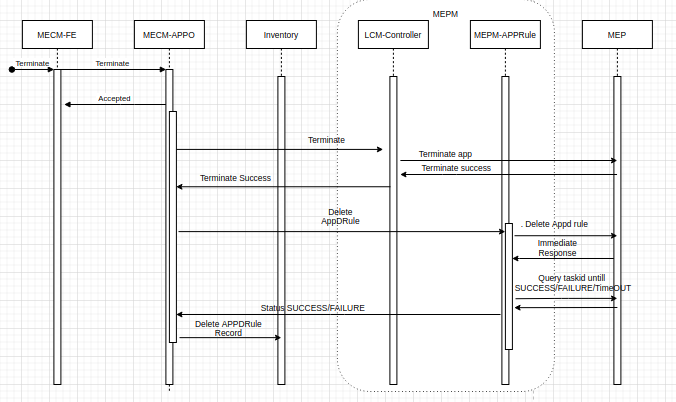 MEPM
MECM-FE
MECM-APPO
Inventory
LCM-Controller
MEPM-APPRule
MEP
Terminate
Terminate
Accepted
Terminate
Terminate app
Terminate success
Terminate Success
Delete
AppDRule
. Delete Appd rule
Immediate
Response
Query taskid untill
SUCCESS/FAILURE/TimeOUT
Status SUCCESS/FAILURE
Delete APPDRule
Record